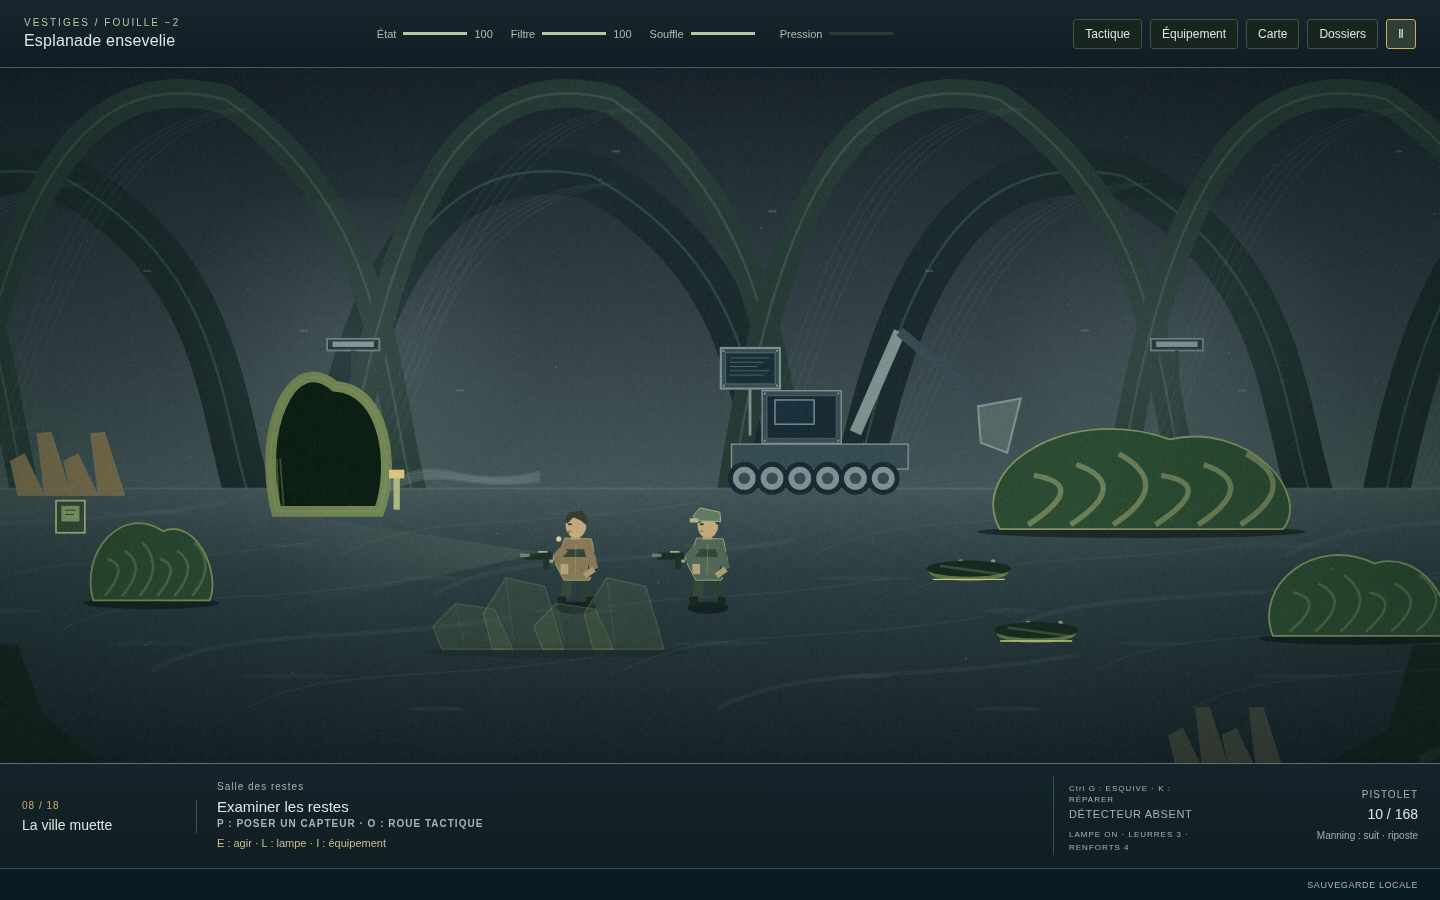 VESTIGES / FOUILLE −2
Esplanade ensevelie
État 100 Filtre 100 Souffle Pression
Tactique Équipement Carte Dossiers II
08 / 18
La ville muette
Salle des restes
Examiner les restes
P : POSER UN CAPTEUR · O : ROUE TACTIQUE
E : agir · L : lampe · I : équipement
Ctrl G : ESQUIVE · K :
RÉPARER
DÉTECTEUR ABSENT
LAMPE ON · LEURRES 3 ·
RENFORTS 4
PISTOLET
10 / 168
Manning : suit · riposte
SAUVEGARDE LOCALE